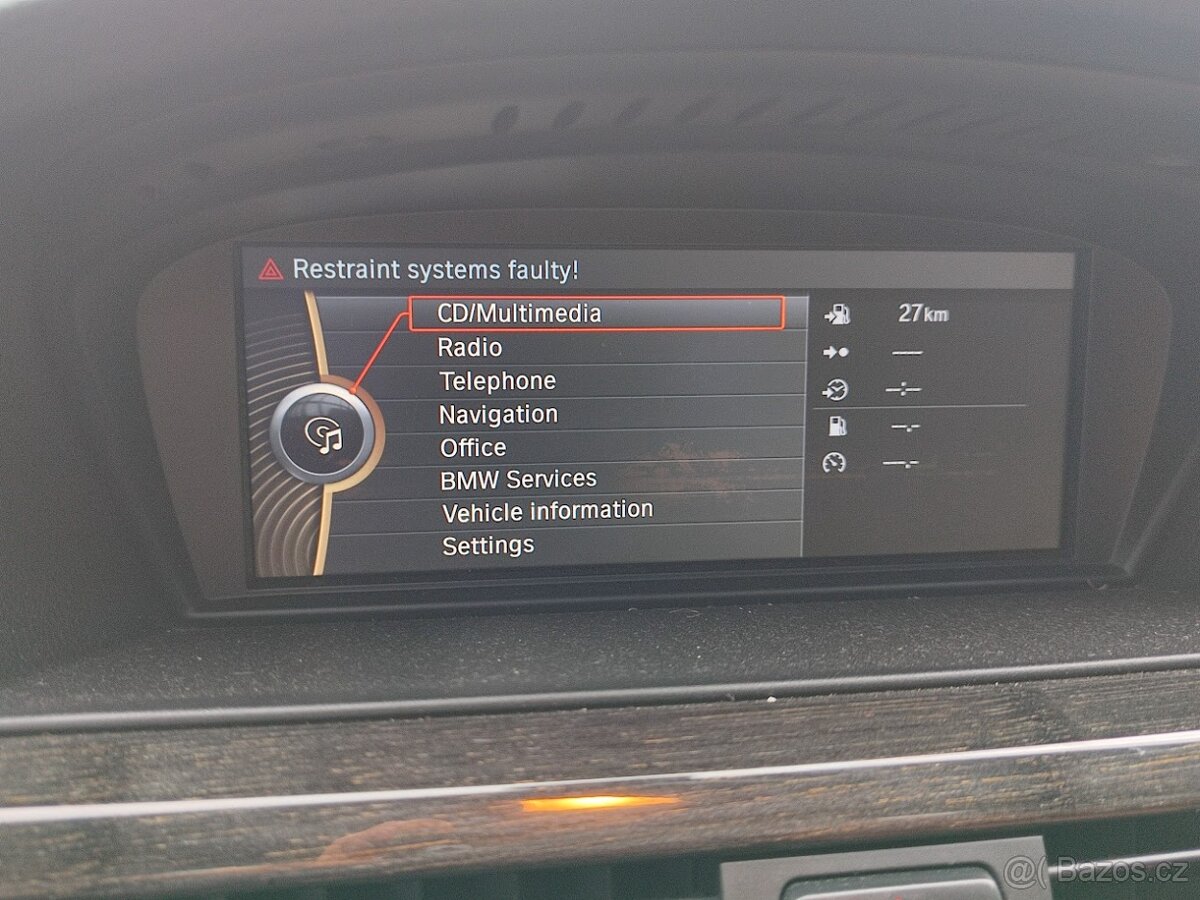 Restraint systems faulty!
CD/Multimedia
Radio
Telephone
Navigation
Office
BMW Services
Vehicle information
Settings
27km
--.-
--:--
--.-
--.-
@( Bazos.cz